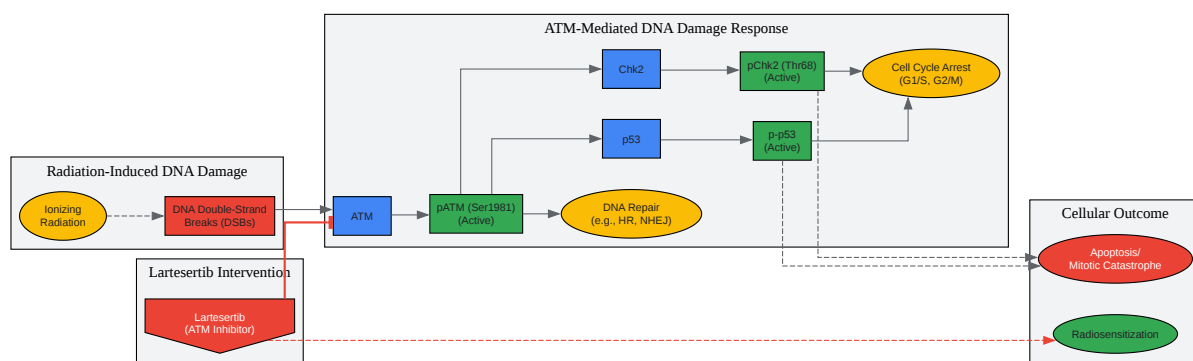 ATM-Mediated DNA Damage Response
Chk2
pChk2 (Thr68)
(Active)
Cell Cycle Arrest
(G1/S, G2/M)
p53
p-p53
(Active)
Radiation-Induced DNA Damage
Ionizing
Radiation
DNA Double-Strand
Breaks (DSBs)
ATM
pATM (Ser1981)
(Active)
DNA Repair
(e.g., HR, NHEJ)
Cellular Outcome
Apoptosis/
Mitotic Catastrophe
Radiosensitization
Lartesertib Intervention
Lartesertib
(ATM Inhibitor)